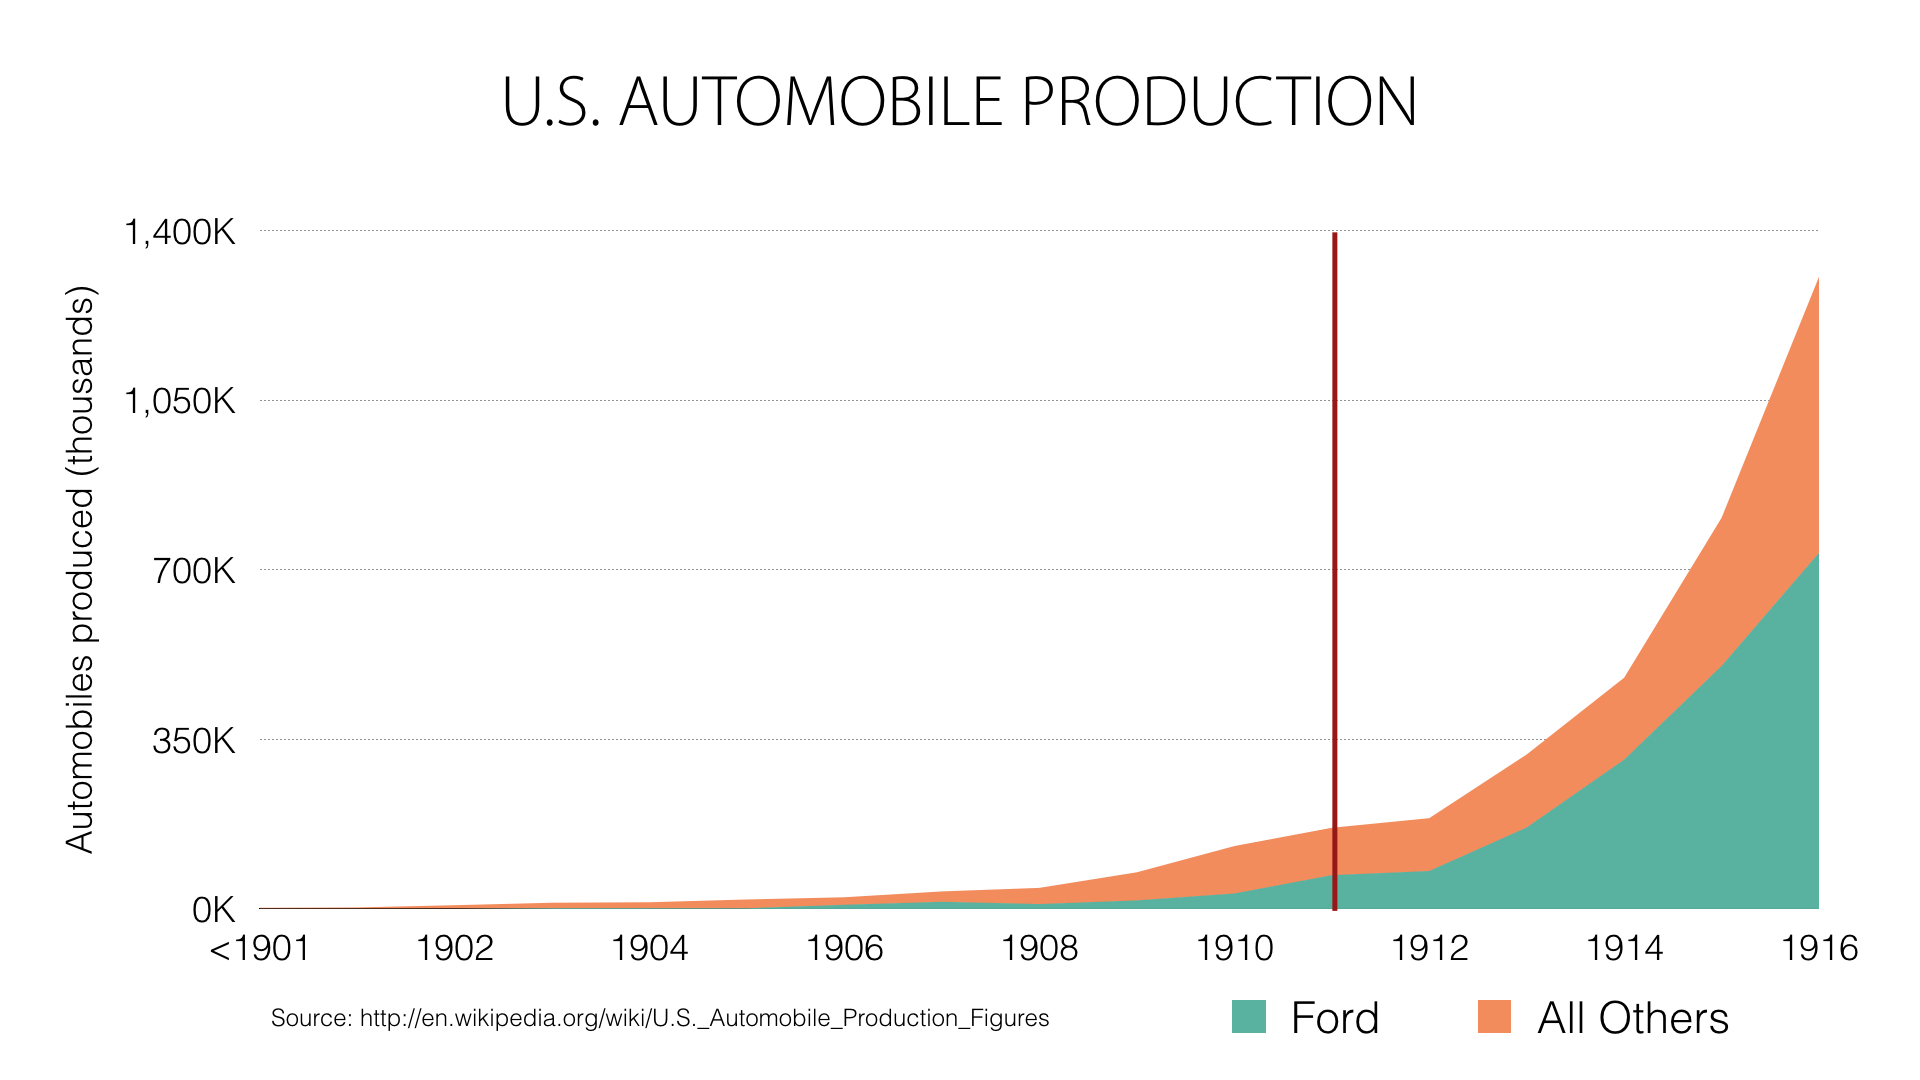 U.S. AUTOMOBILE PRODUCTION
Automobiles produced (thousands)
1,400K
1,050K
700K
350K
0K
<1901 1902 1904 1906 1908 1910 1912 1914 1916
Source: http://en.wikipedia.org/wiki/U.S._Automobile_Production_Figures
Ford All Others